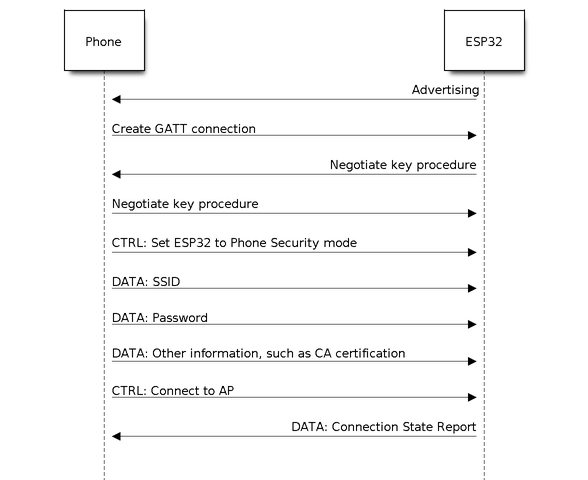 Phone
ESP32
Advertising
Create GATT connection
Negotiate key procedure
Negotiate key procedure
CTRL: Set ESP32 to Phone Security mode
DATA: SSID
DATA: Password
DATA: Other information, such as CA certification
CTRL: Connect to AP
DATA: Connection State Report